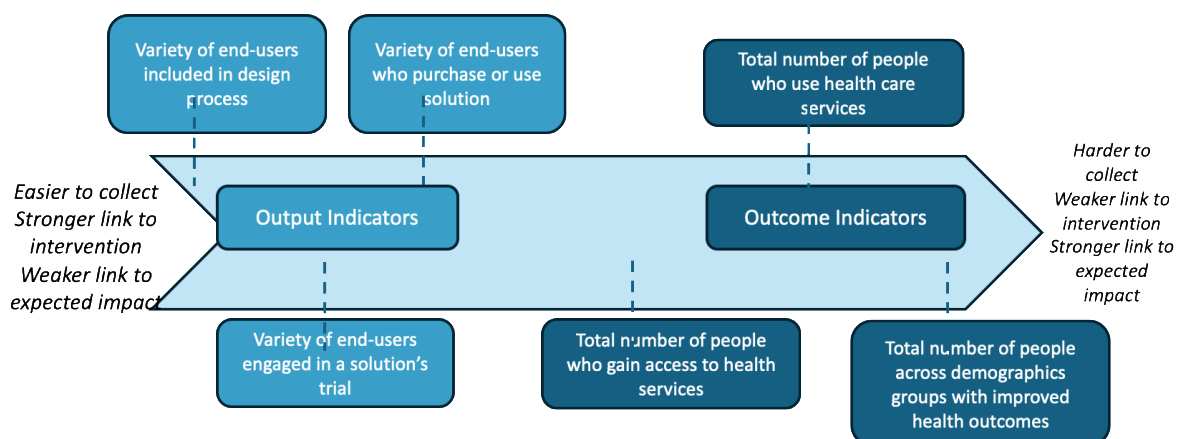 Variety of end-users
included in design
process
Variety of end-users
who purchase or use
solution
Total number of people
who use health care
services
Easier to collect
Stronger link to
intervention
Weaker link to
expected impact
Output Indicators
Outcome Indicators
Harder to
collect
Weaker link to
intervention
Stronger link to
expected
impact
Variety of end-users
engaged in a solution's
trial
Total number of people
who gain access to health
services
Total number of people
across demographics
groups with improved
health outcomes